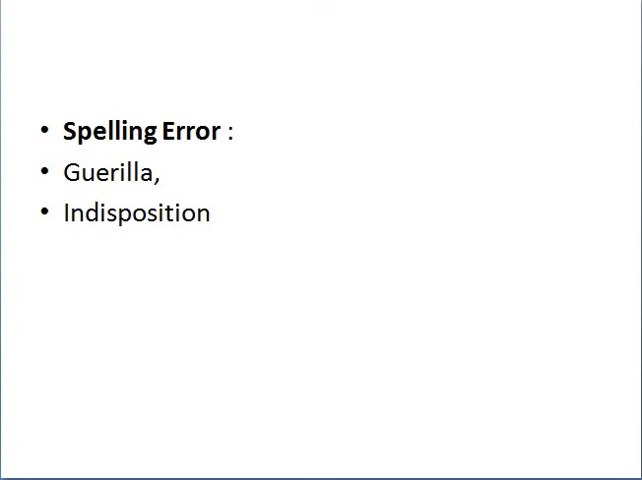 • Spelling Error :
• Guerilla,
• Indisposition